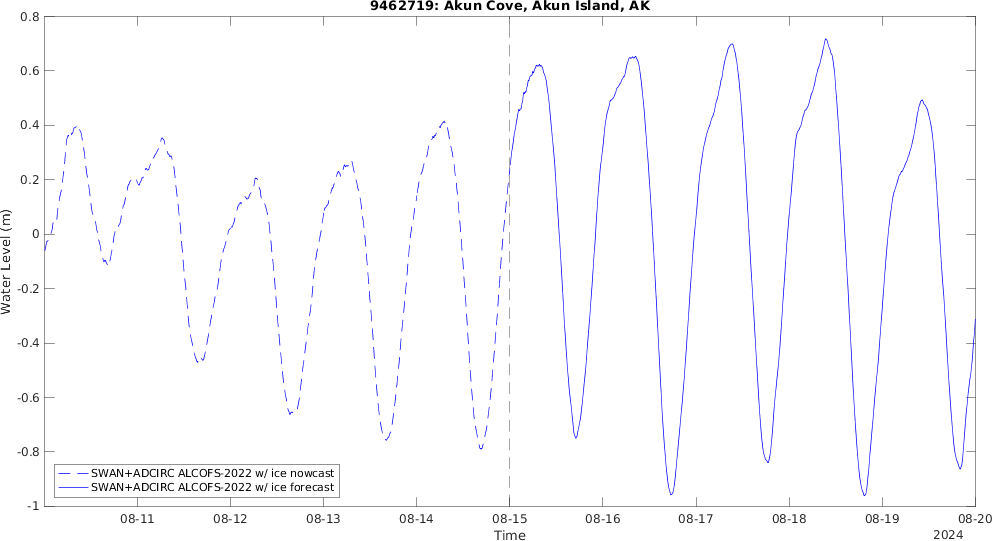 9462719: Akun Cove, Akun Island, AK
0.8
0.6
0.4
0.2
0
-0.2
-0.4
-0.6
-0.8
-1
Water Level (m)
SWAN+ADCIRC ALCOFS-2022 w/ ice nowcast
SWAN+ADCIRC ALCOFS-2022 w/ ice forecast
08-11 08-12 08-13 08-14 08-15 08-16 08-17 08-18 08-19 08-20
Time
2024